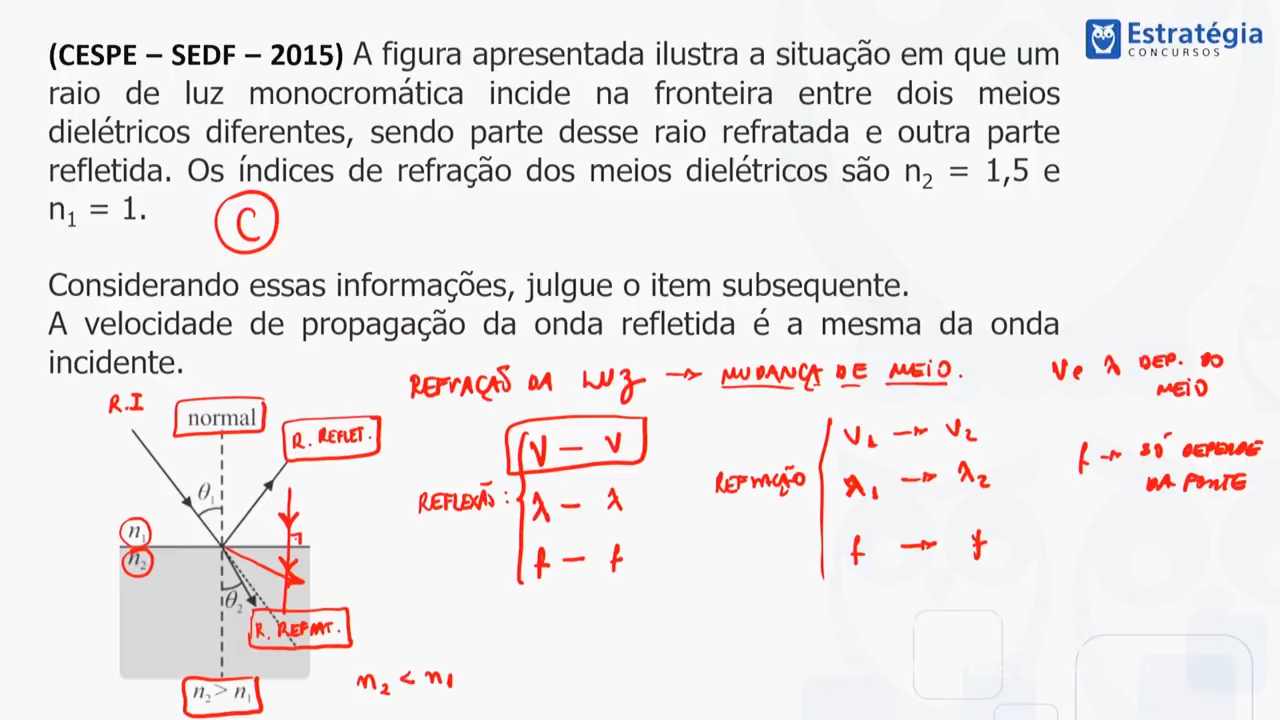 Estratégia
CONCURSOS
(CESPE – SEDF – 2015) A figura apresentada ilustra a situação em que um
raio de luz monocromática incide na fronteira entre dois meios
dielétricos diferentes, sendo parte desse raio refratada e outra parte
refletida. Os índices de refração dos meios dielétricos são n₂ = 1,5 e
n₁ = 1.
C
Considerando essas informações, julgue o item subsequente.
A velocidade de propagação da onda refletida é a mesma da onda
incidente.
REFRAÇÃO DA LUZ → MUDANÇA DE MEIO.
V e λ DEP. DO
MEIO
f → SÓ DEPENDE
DA FONTE
R.I
normal
R. REFLET.
θ₁
n₁
n₂
θ₂
R. REFRAT.
n₂ > n₁
n₂ < n₁
REFLEXÃO:
V – V
λ – λ
f – f
REFRAÇÃO
V₁ → V₂
λ₁ → λ₂
f → f